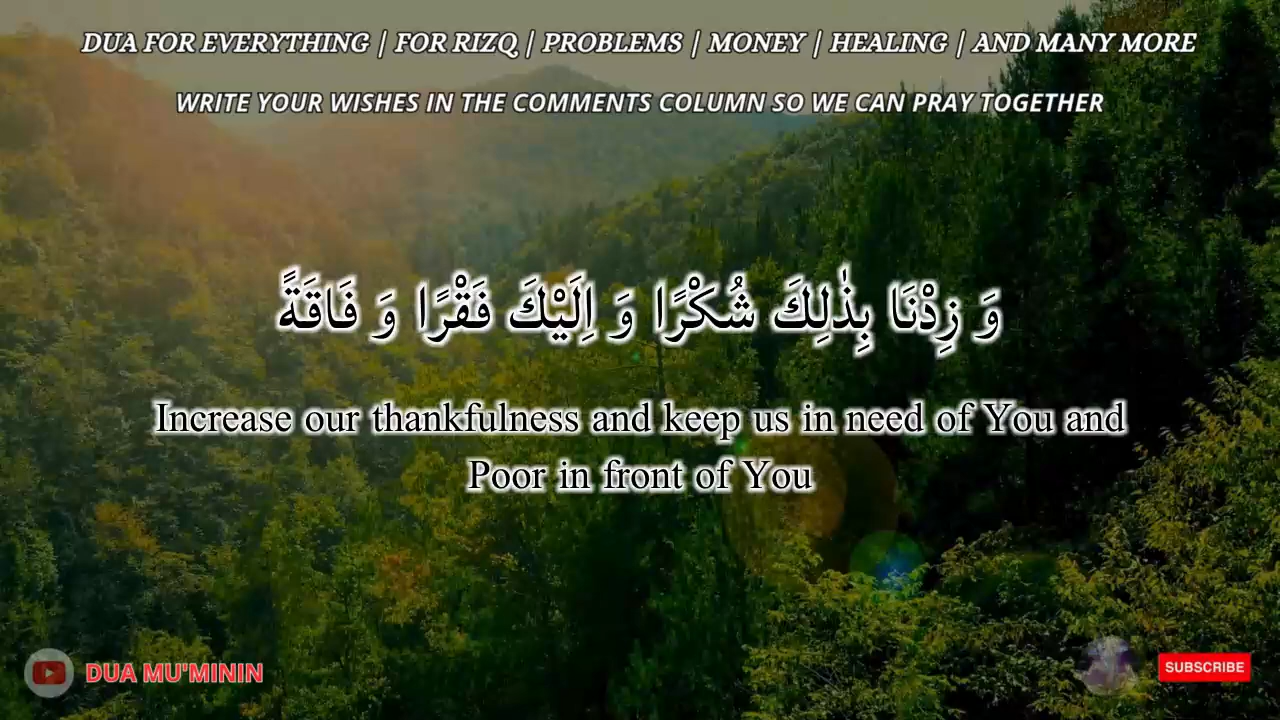 DUA FOR EVERYTHING | FOR RIZQ | PROBLEMS | MONEY | HEALING | AND MANY MORE
WRITE YOUR WISHES IN THE COMMENTS COLUMN SO WE CAN PRAY TOGETHER
وَ زِدْنَا بِذٰلِكَ شُكْرًا وَ اِلَيْكَ فَقْرًا وَ فَاقَةً
Increase our thankfulness and keep us in need of You and
Poor in front of You
DUA MU'MININ
SUBSCRIBE